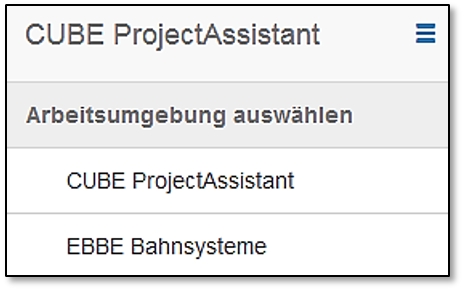 CUBE ProjectAssistant
Arbeitsumgebung auswählen
CUBE ProjectAssistant
EBBE Bahnsysteme